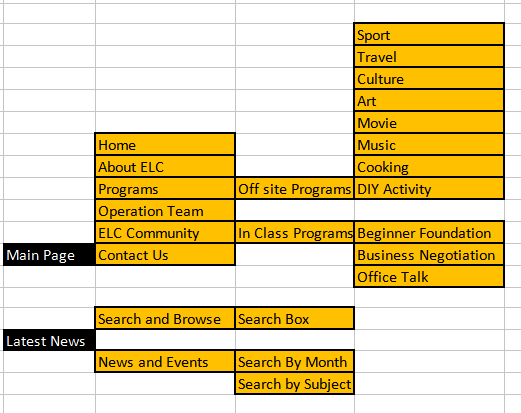 Sport
Travel
Culture
Art
Movie
Home Music
About ELC Cooking
Programs Off site Programs DIY Activity
Operation Team
ELC Community In Class Programs Beginner Foundation
Main Page Contact Us Business Negotiation
Office Talk
Search and Browse Search Box
Latest News
News and Events Search By Month
Search by Subject